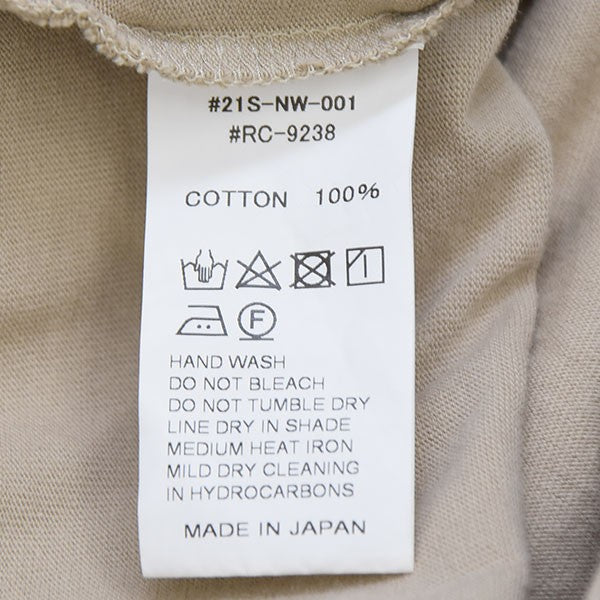 #21S-NW-001
#RC-9238
COTTON 100%
F
HAND WASH
DO NOT BLEACH
DO NOT TUMBLE DRY
LINE DRY IN SHADE
MEDIUM HEAT IRON
MILD DRY CLEANING
IN HYDROCARBONS
MADE IN JAPAN